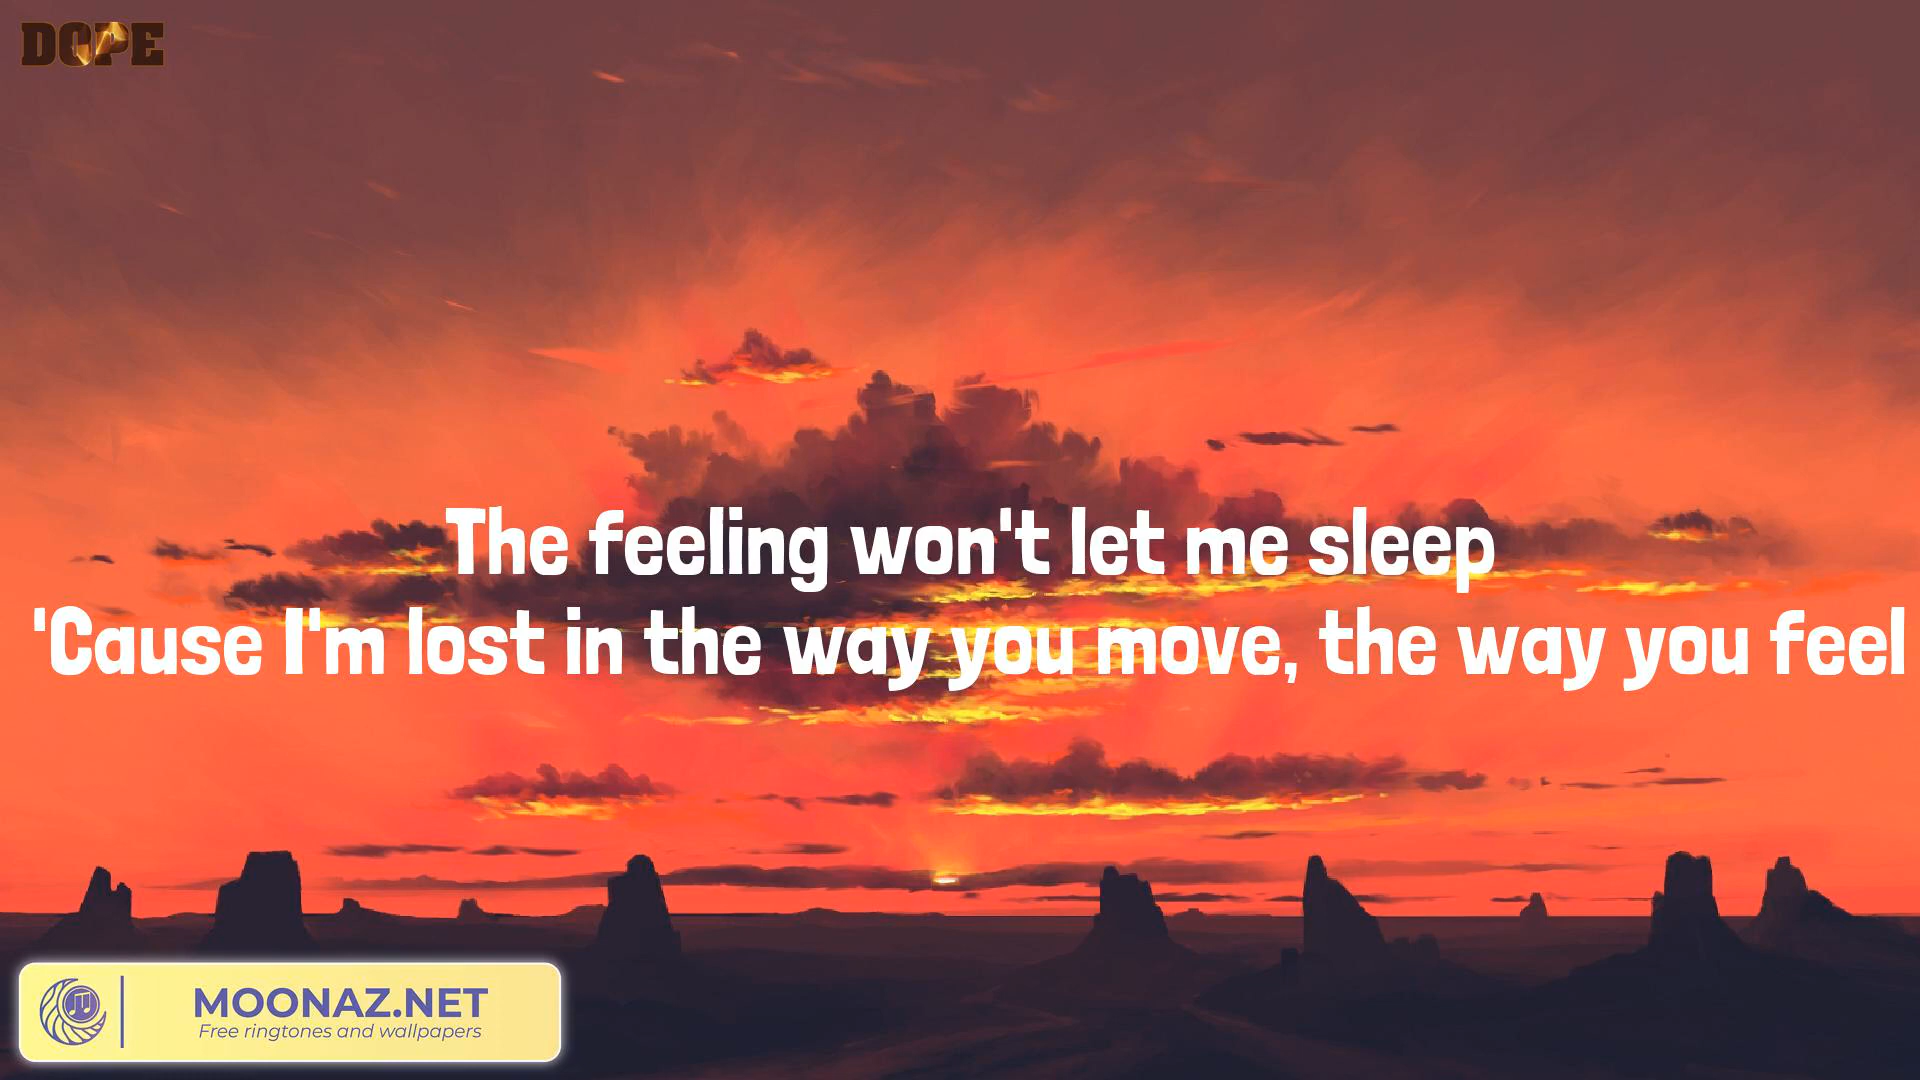 DOPE
The feeling won't let me sleep
'Cause I'm lost in the way you move, the way you feel
MOONAZ.NET
Free ringtones and wallpapers